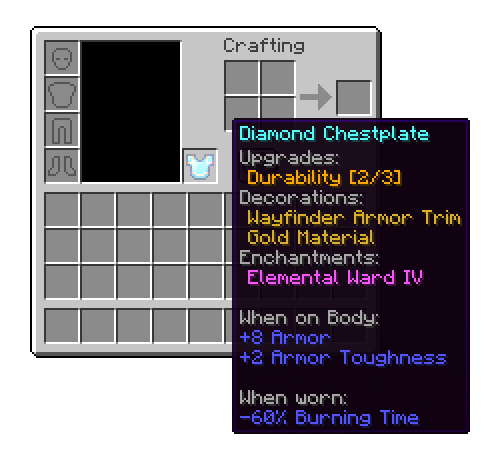 Crafting
Diamond Chestplate
Upgrades:
Durability [2/3]
Decorations:
Wayfinder Armor Trim
Gold Material
Enchantments:
Elemental Ward IV
When on Body:
+8 Armor
+2 Armor Toughness
When worn:
-60% Burning Time